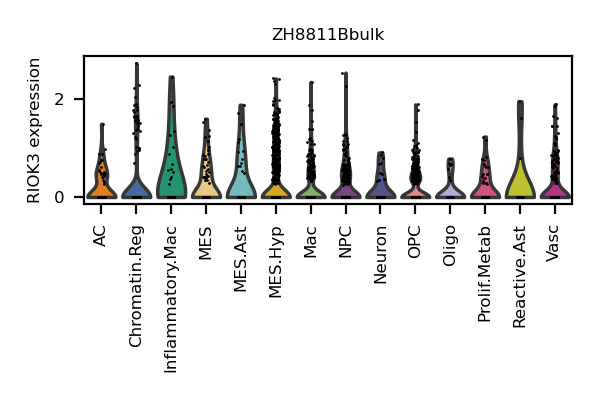 ZH8811Bbulk
RIOK3 expression
2
0
AC
Chromatin.Reg
Inflammatory.Mac
MES
MES.Ast
MES.Hyp
Mac
NPC
Neuron
OPC
Oligo
Prolif.Metab
Reactive.Ast
Vasc